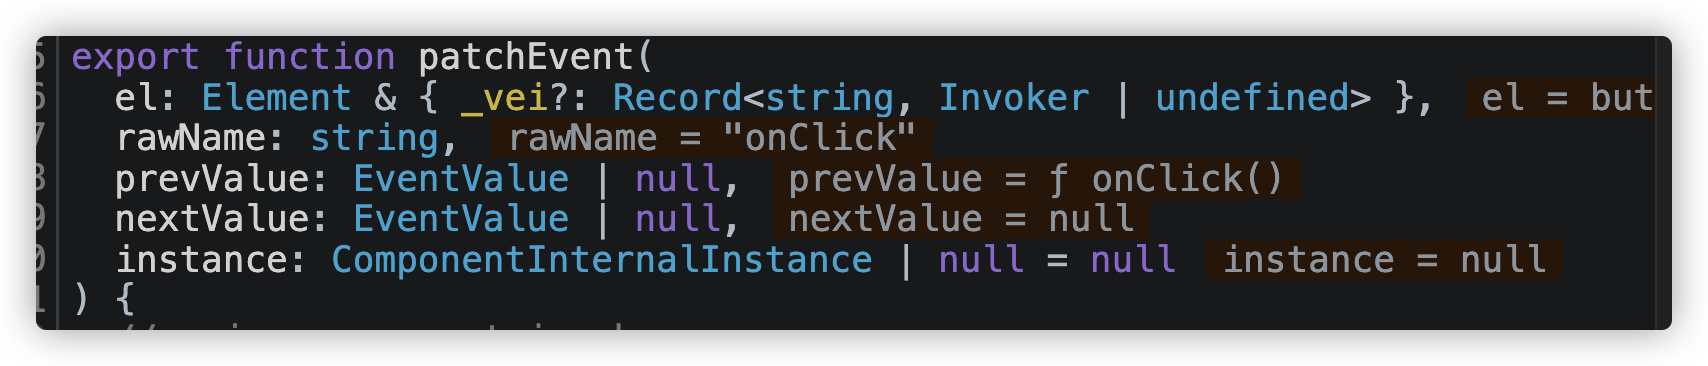 export function patchEvent(
el: Element & { _vei?: Record<string, Invoker | undefined> }, el = but
rawName: string, rawName = "onClick"
prevValue: EventValue | null, prevValue = ƒ onClick()
nextValue: EventValue | null, nextValue = null
instance: ComponentInternalInstance | null = null instance = null
) {